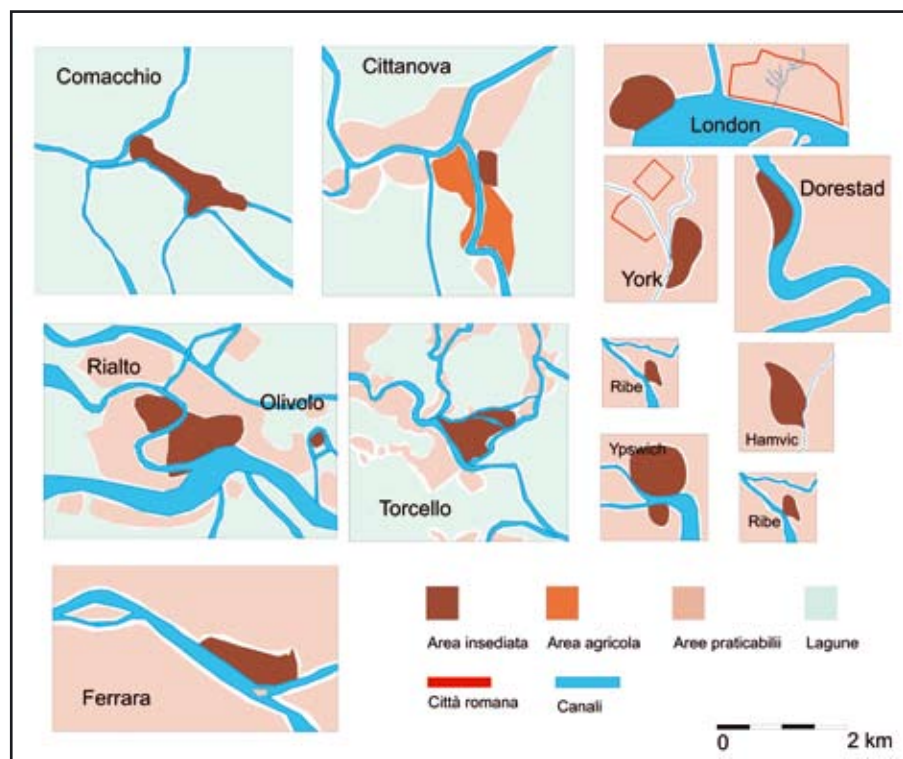 Comacchio
Cittanova
London
York
Dorestad
Rialto
Olivolo
Torcello
Ribe
Hamvic
Ypswich
Ribe
Ferrara
Area insediata
Area agricola
Aree praticabilii
Lagune
Città romana
Canali
0 2 km